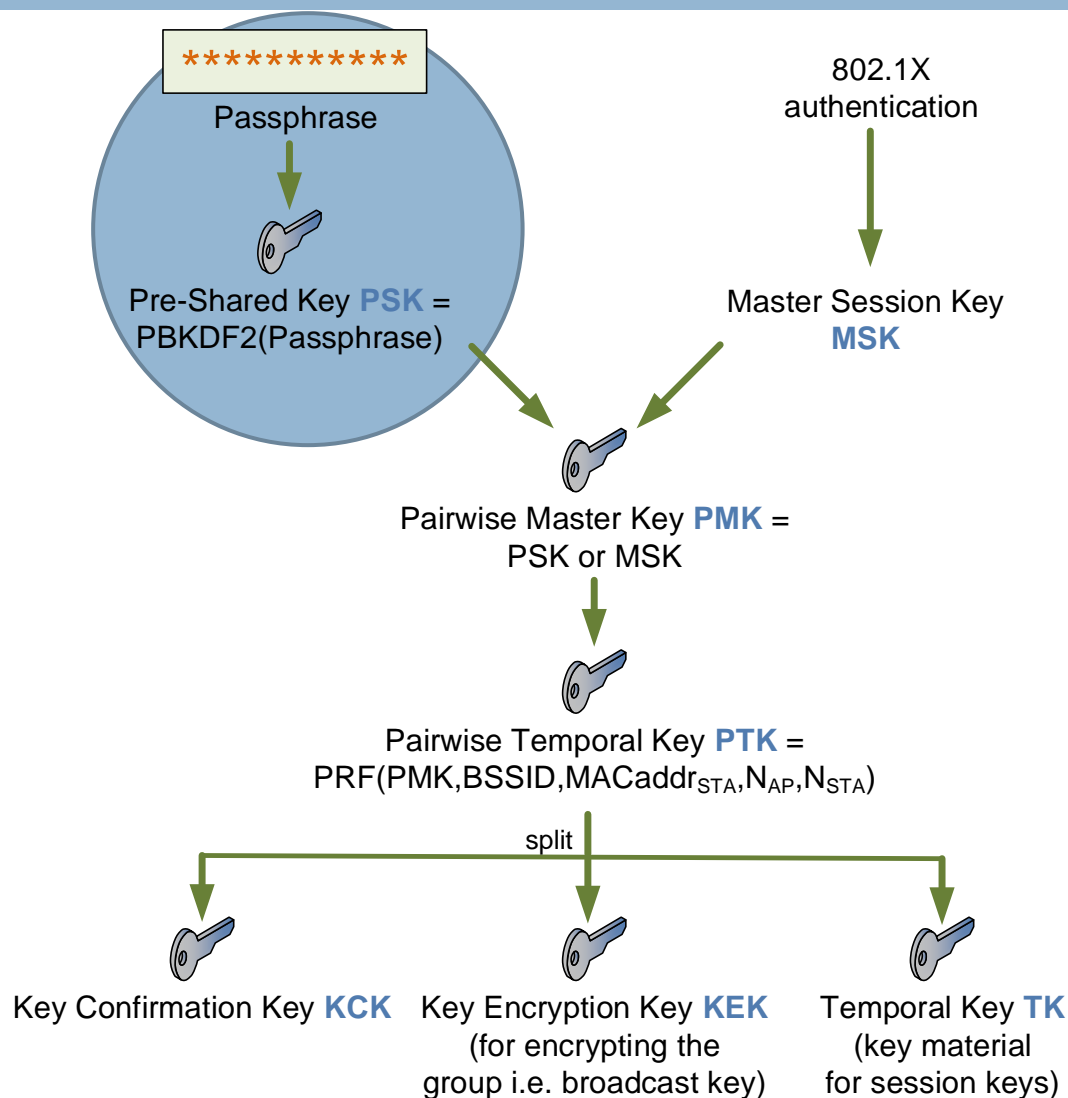 ***********
Passphrase
Pre-Shared Key PSK =
PBKDF2(Passphrase)
802.1X
authentication
Master Session Key
MSK
Pairwise Master Key PMK =
PSK or MSK
Pairwise Temporal Key PTK =
PRF(PMK,BSSID,MACaddrSTA,NAP,NSTA)
split
Key Confirmation Key KCK
Key Encryption Key KEK
(for encrypting the
group i.e. broadcast key)
Temporal Key TK
(key material
for session keys)